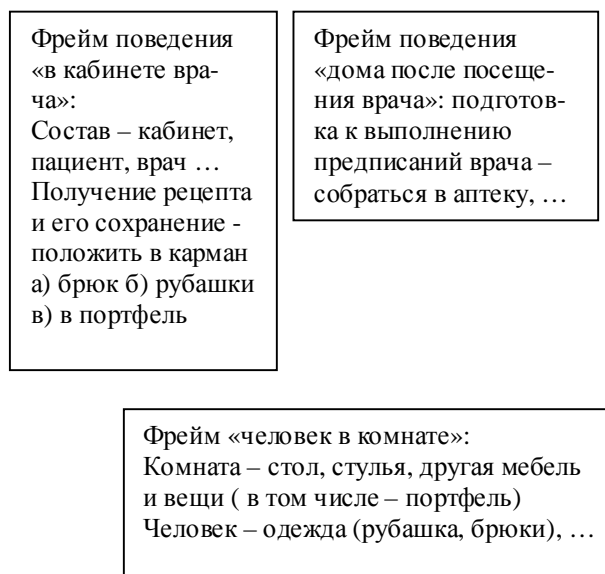 Фрейм поведения
«в кабинете вра-
ча»:
Состав – кабинет,
пациент, врач …
Получение рецепта
и его сохранение -
положить в карман
а) брюк б) рубашки
в) в портфель
Фрейм поведения
«дома после посеще-
ния врача»: подготов-
ка к выполнению
предписаний врача –
собраться в аптеку, …
Фрейм «человек в комнате»:
Комната – стол, стулья, другая мебель
и вещи ( в том числе – портфель)
Человек – одежда (рубашка, брюки), …